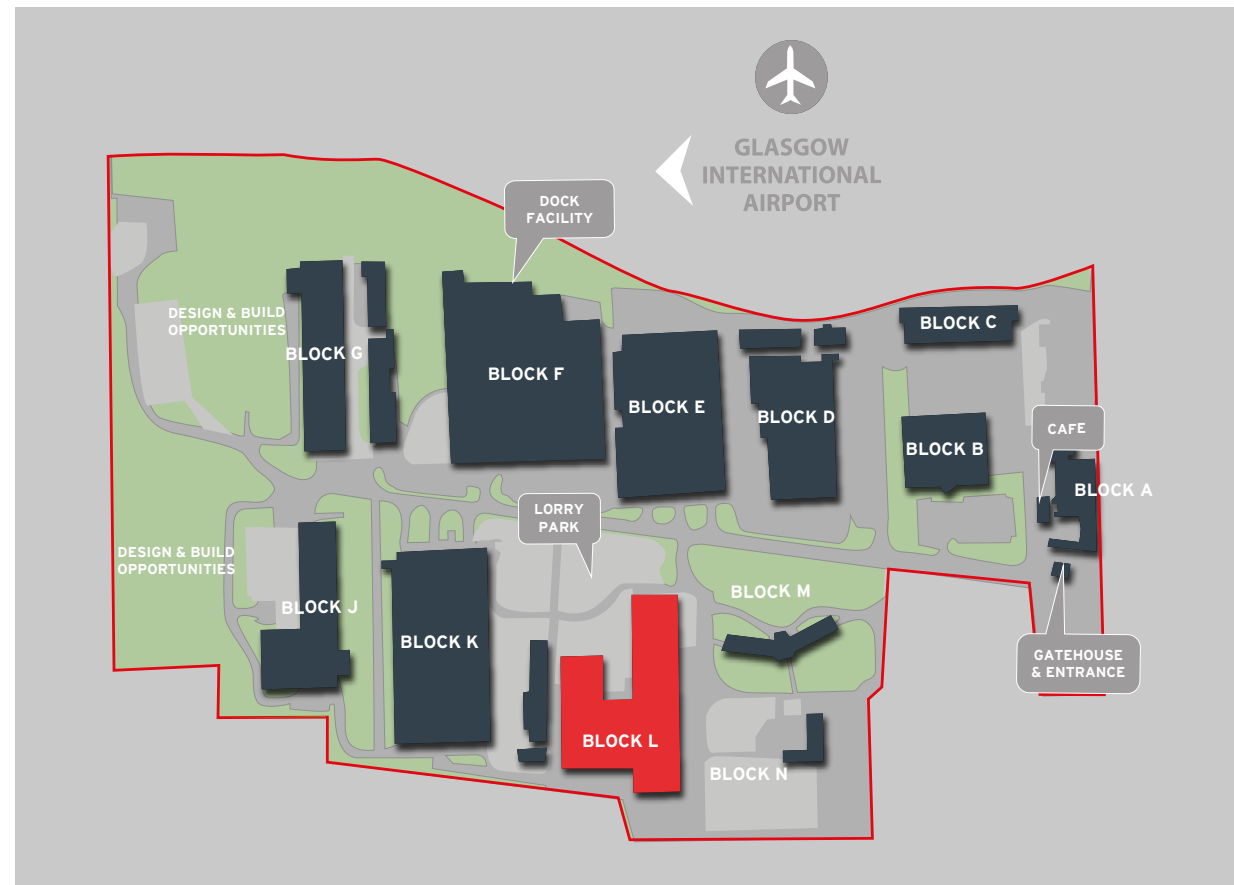 GLASGOW
INTERNATIONAL
AIRPORT
DOCK
FACILITY
DESIGN & BUILD
OPPORTUNITIES
BLOCK G
BLOCK F
BLOCK E
BLOCK D
BLOCK C
BLOCK B
CAFE
BLOCK A
LORRY
PARK
DESIGN & BUILD
OPPORTUNITIES
BLOCK J
BLOCK K
BLOCK L
BLOCK M
BLOCK N
GATEHOUSE
& ENTRANCE